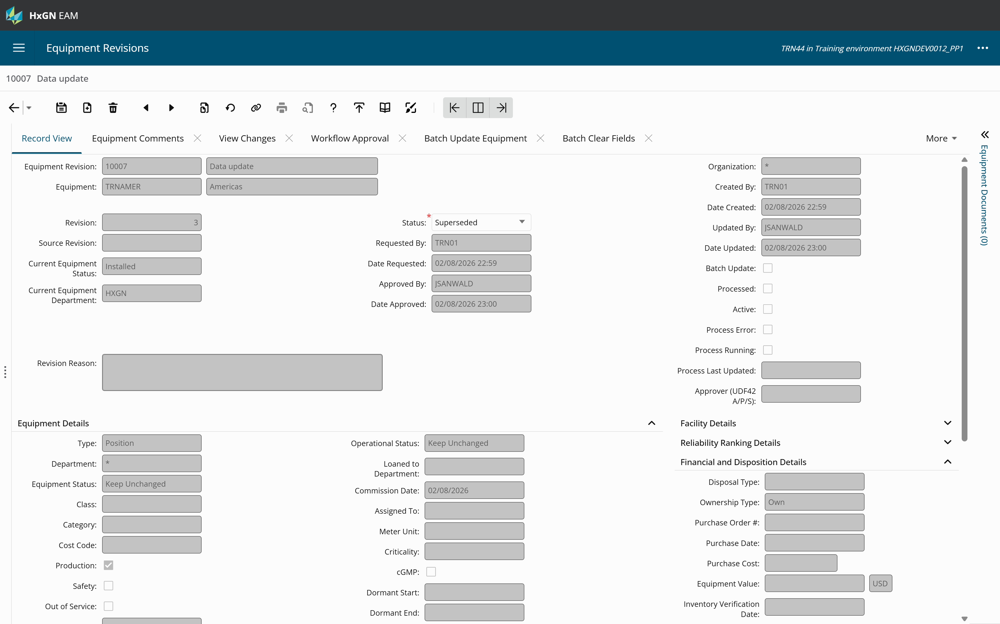 HxGN EAM
Equipment Revisions
TRN44 in Training environment HXGNDEV0012_PP1
10007 Data update
Record View
Equipment Comments
View Changes
Workflow Approval
Batch Update Equipment
Batch Clear Fields
More
Equipment Documents (0)
Equipment Revision: 10007 Data update
Equipment: TRNAMER Americas
Revision: 3
Source Revision:
Current Equipment
Status: Installed
Current Equipment
Department: HXGN
Status: * Superseded
Requested By: TRN01
Date Requested: 02/08/2026 22:59
Approved By: JSANWALD
Date Approved: 02/08/2026 23:00
Revision Reason:
Organization: *
Created By: TRN01
Date Created: 02/08/2026 22:59
Updated By: JSANWALD
Date Updated: 02/08/2026 23:00
Batch Update:
Processed:
Active:
Process Error:
Process Running:
Process Last Updated:
Approver (UDF42
A/P/S):
Equipment Details
Type: Position
Department: *
Equipment Status: Keep Unchanged
Class:
Category:
Cost Code:
Production:
Safety:
Out of Service:
Operational Status: Keep Unchanged
Loaned to
Department:
Commission Date: 02/08/2026
Assigned To:
Meter Unit:
Criticality:
cGMP:
Dormant Start:
Dormant End:
Facility Details
Reliability Ranking Details
Financial and Disposition Details
Disposal Type:
Ownership Type: Own
Purchase Order #:
Purchase Date:
Purchase Cost:
Equipment Value: USD
Inventory Verification
Date: